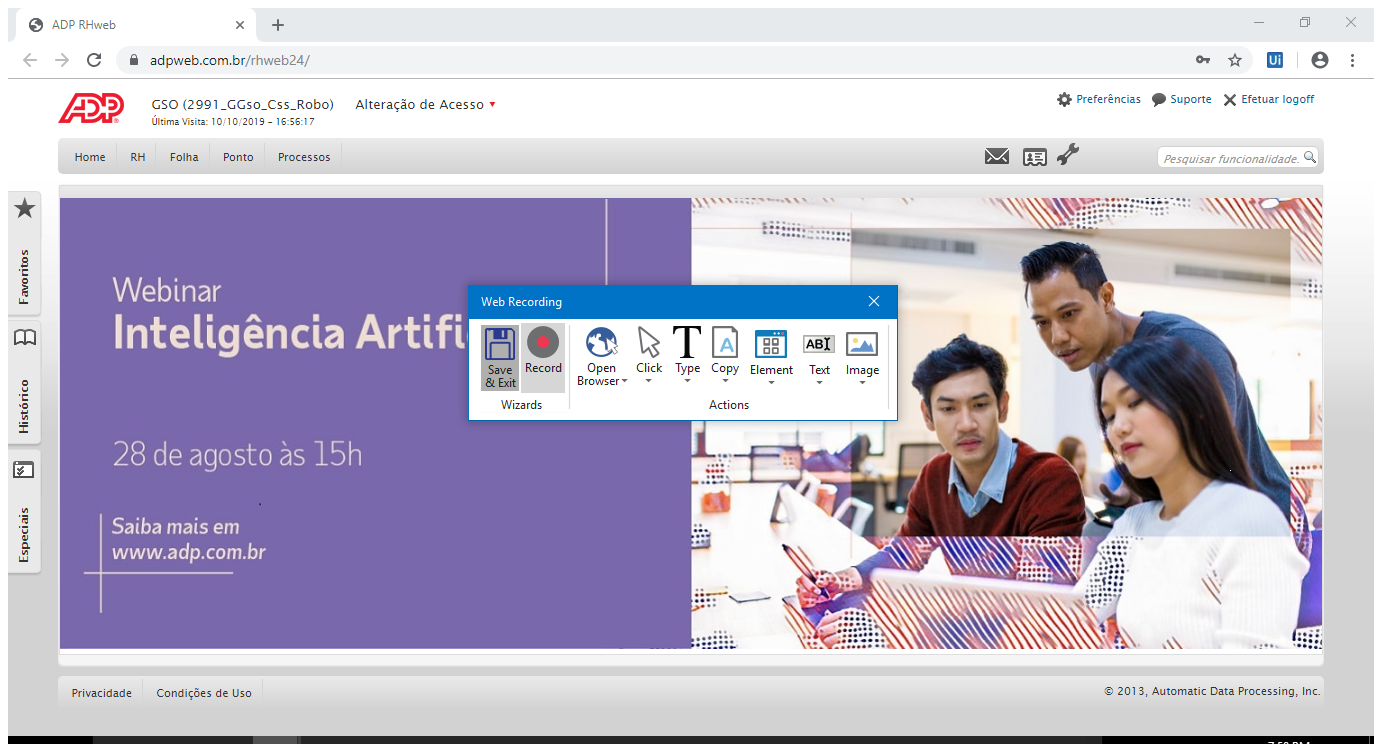 ADP RHweb
adpweb.com.br/rhweb24/
Ui
ADP
GSO (2991_GGso_Css_Robo)
Alteração de Acesso
Última Visita: 10/10/2019 - 16:56:17
Preferências
Suporte
Efetuar logoff
Home
RH
Folha
Ponto
Processos
Pesquisar funcionalidade.
Favoritos
Histórico
Especiais
Webinar
Inteligência Artifi
28 de agosto às 15h
Saiba mais em
www.adp.com.br
Web Recording
Save
& Exit
Record
Wizards
Open
Browser
Click
Type
Copy
Element
Text
Image
Actions
Privacidade
Condições de Uso
© 2013, Automatic Data Processing, Inc.